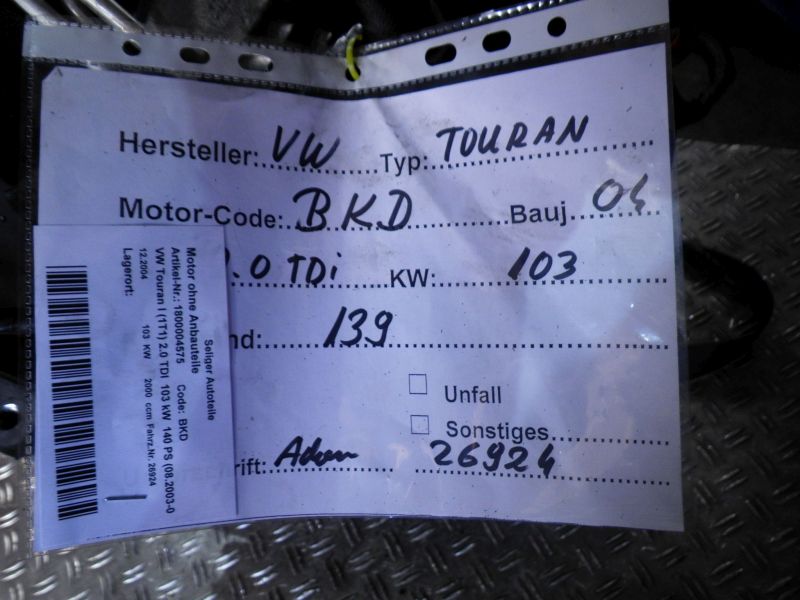 Hersteller: VW Typ: TOURAN
Motor-Code: BKD Bauj 04
.0 TDi KW: 103
nd: 139
Unfall
Sonstiges
rift: 26924
Seliger Autoteile
Motor ohne Anbauteile
Artikel-Nr.: 1800004575 Code: BKD
VW Touran I (1T1) 2.0 TDI 103 kW 140 PS (08.2003-0
12.2004 103 KW 2000 ccm Fahrz.Nr. 26924
Lagerort: